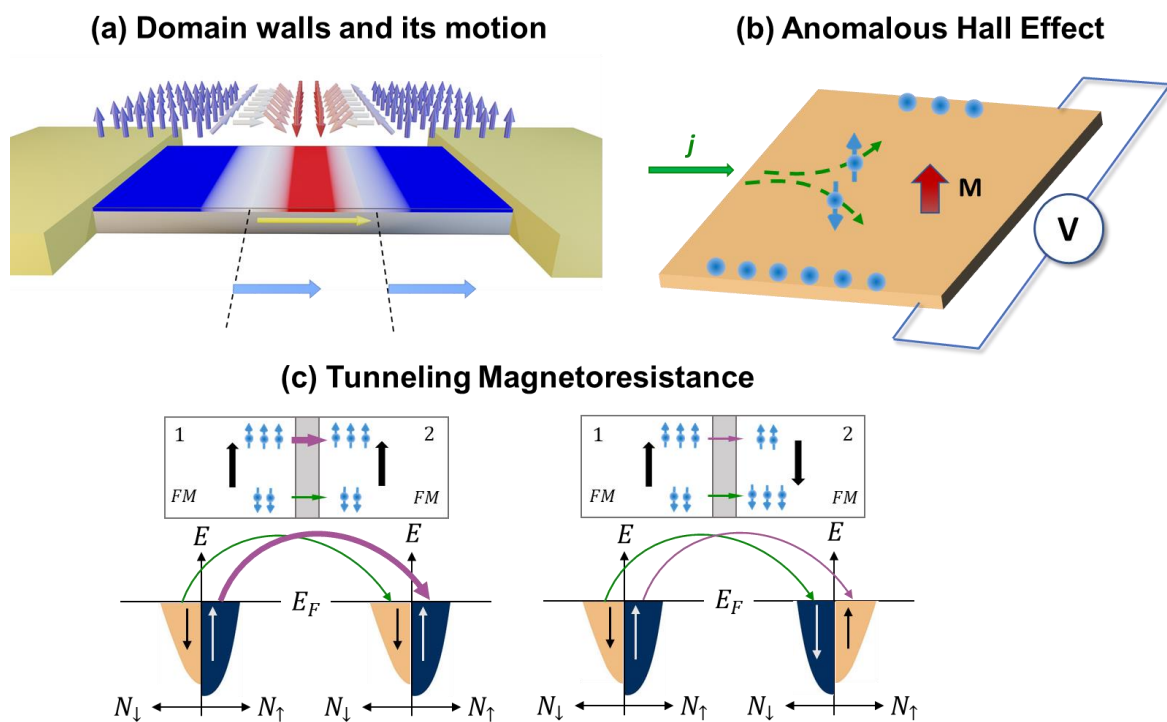 (a) Domain walls and its motion
(b) Anomalous Hall Effect
j
M
V
(c) Tunneling Magnetoresistance
1 2
FM FM
1 2
FM FM
E E
E_F
N↓ N↑ N↓ N↑
E E
E_F
N↓ N↑ N↓ N↑